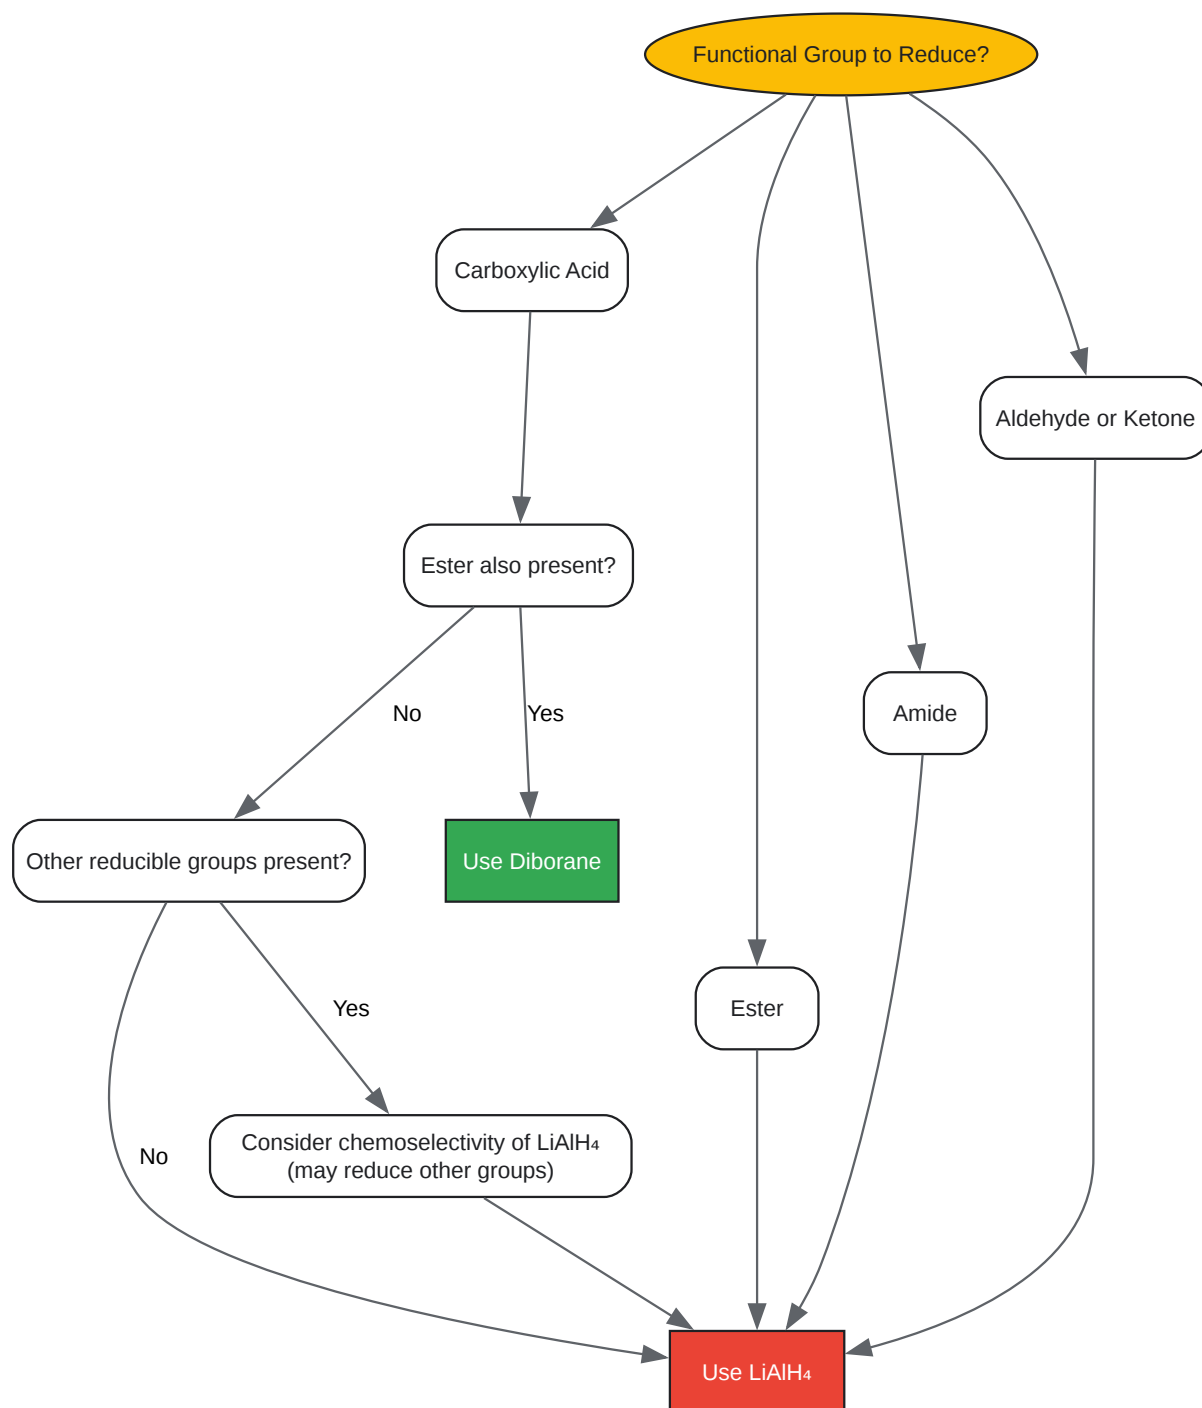 Functional Group to Reduce?
Carboxylic Acid
Aldehyde or Ketone
Ester also present?
No
Yes
Amide
Other reducible groups present?
Use Diborane
Yes
Ester
No
Consider chemoselectivity of LiAlH₄
(may reduce other groups)
Use LiAlH₄